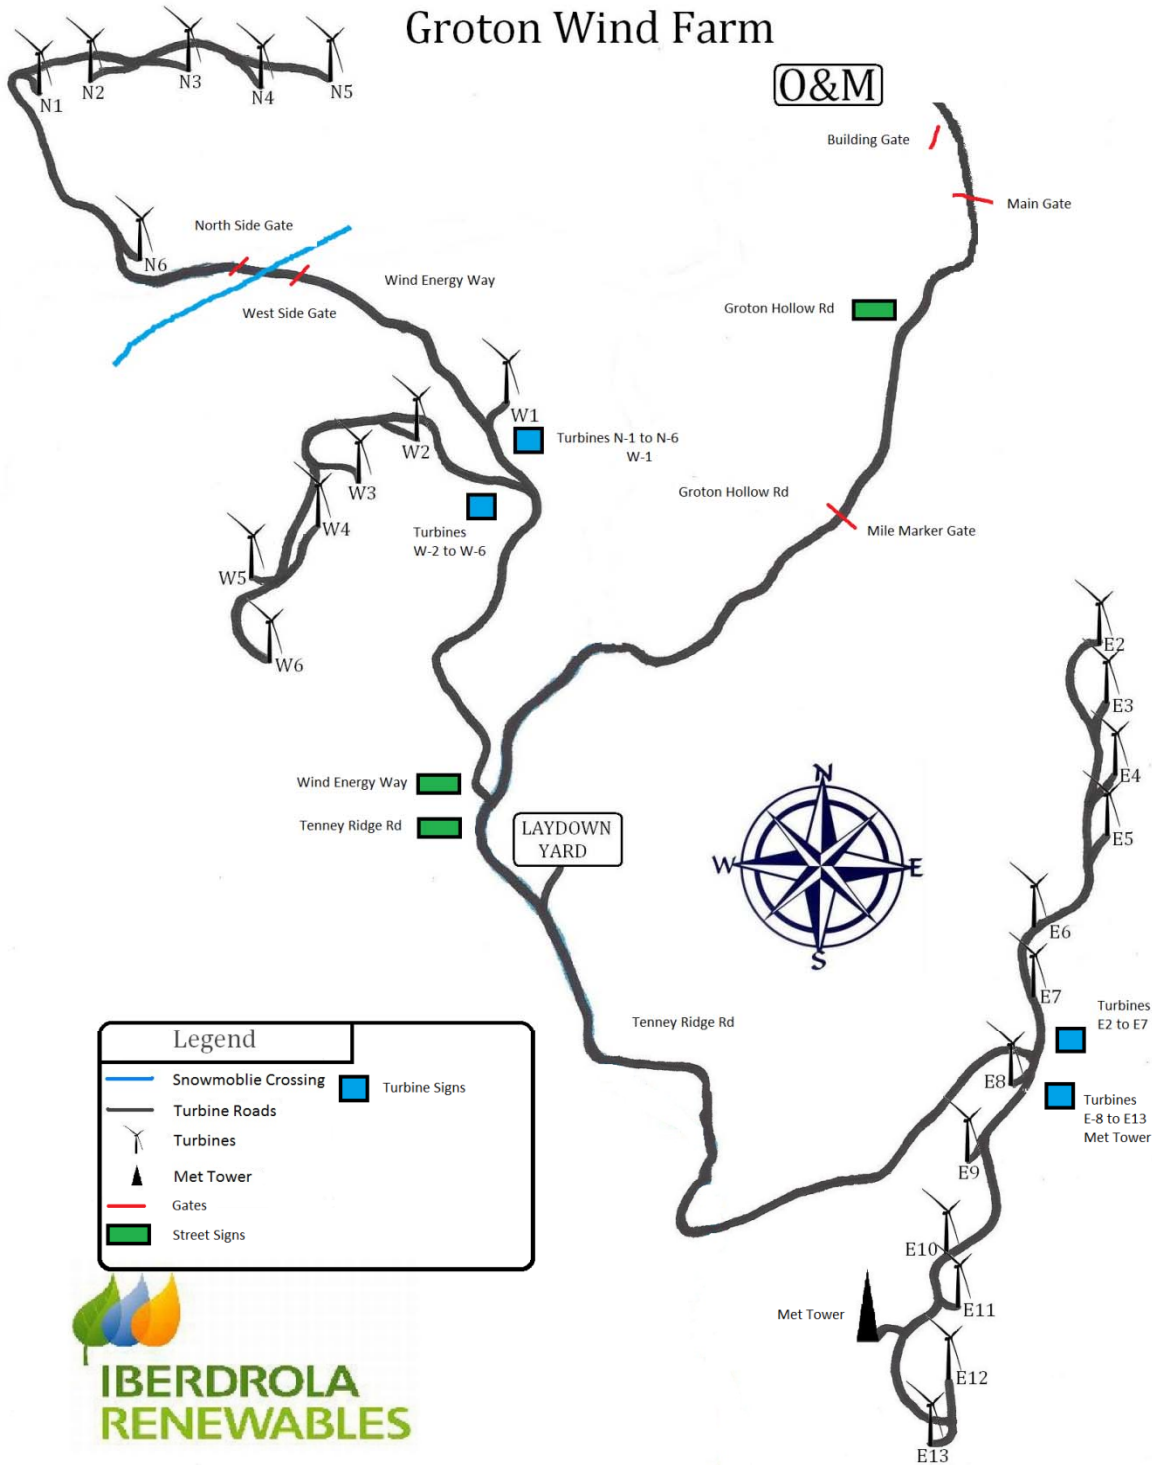 Groton Wind Farm
O&M
Building Gate
Main Gate
N1
N2
N3
N4
N5
N6
North Side Gate
West Side Gate
Wind Energy Way
Groton Hollow Rd
W1
Turbines N-1 to N-6
W-1
W2
W3
W4
W5
W6
Turbines
W-2 to W-6
Groton Hollow Rd
Mile Marker Gate
E2
E3
E4
E5
E6
E7
Wind Energy Way
Tenney Ridge Rd
LAYDOWN
YARD
N
W
E
S
Tenney Ridge Rd
Turbines
E2 to E7
E8
Turbines
E-8 to E13
Met Tower
E9
E10
E11
Met Tower
E12
E13
Legend
Snowmoblie Crossing
Turbine Signs
Turbine Roads
Turbines
Met Tower
Gates
Street Signs
IBERDROLA
RENEWABLES